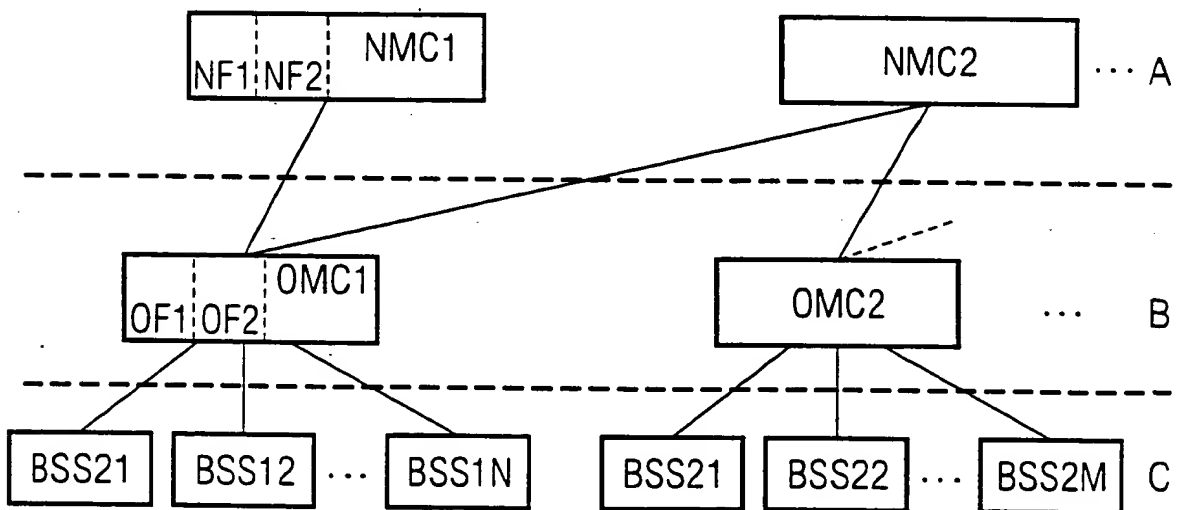 NF1 NF2 NMC1
NMC2
... A
OF1 OF2 OMC1
OMC2
... B
BSS21 BSS12 ... BSS1N
BSS21 BSS22 ... BSS2M
C